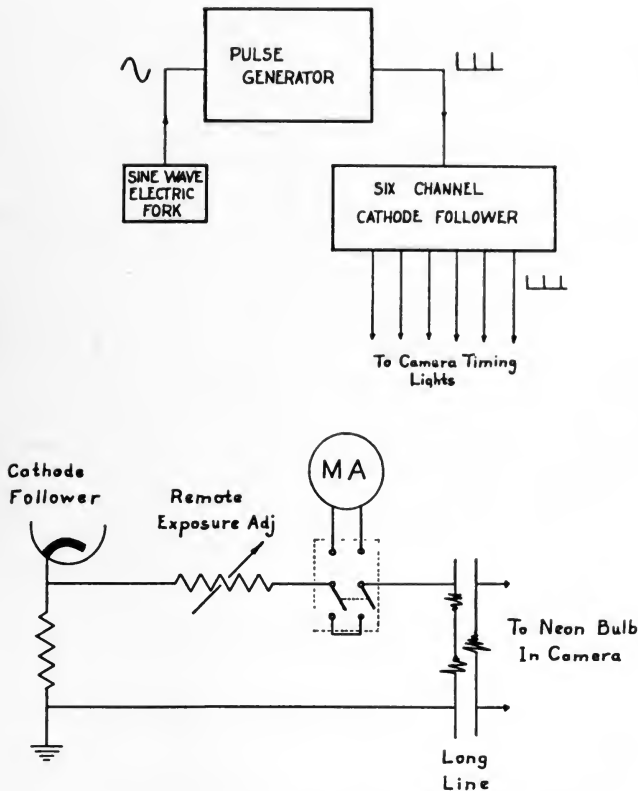 PULSE
GENERATOR
SINE WAVE
ELECTRIC
FORK
SIX CHANNEL
CATHODE FOLLOWER
To Camera Timing
Lights
Cathode
Follower
Remote
Exposure Adj
MA
To Neon Bulb
In Camera
Long
Line